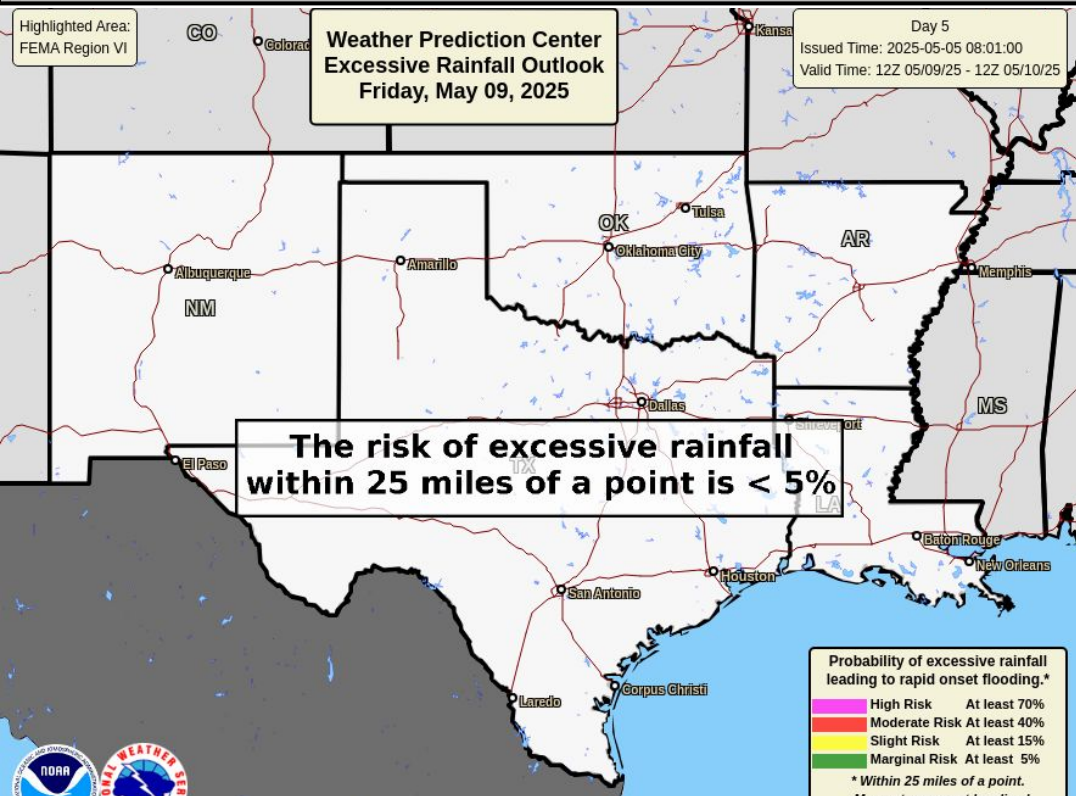 Highlighted Area:
FEMA Region VI
Weather Prediction Center
Excessive Rainfall Outlook
Friday, May 09, 2025
Day 5
Issued Time: 2025-05-05 08:01:00
Valid Time: 12Z 05/09/25 - 12Z 05/10/25
CO
Colorad
Kansa
OK
Tulsa
Oklahoma City
AR
Albuquerque
Amarillo
Memphis
NM
Dallas
MS
Shreveport
The risk of excessive rainfall
within 25 miles of a point is < 5%
El Paso
TX
LA
Baton Rouge
New Orleans
Houston
San Antonio
Laredo
Corpus Christi
Probability of excessive rainfall
leading to rapid onset flooding.*
High Risk At least 70%
Moderate Risk At least 40%
Slight Risk At least 15%
Marginal Risk At least 5%
* Within 25 miles of a point.
NOAA
NATIONAL WEATHER SER